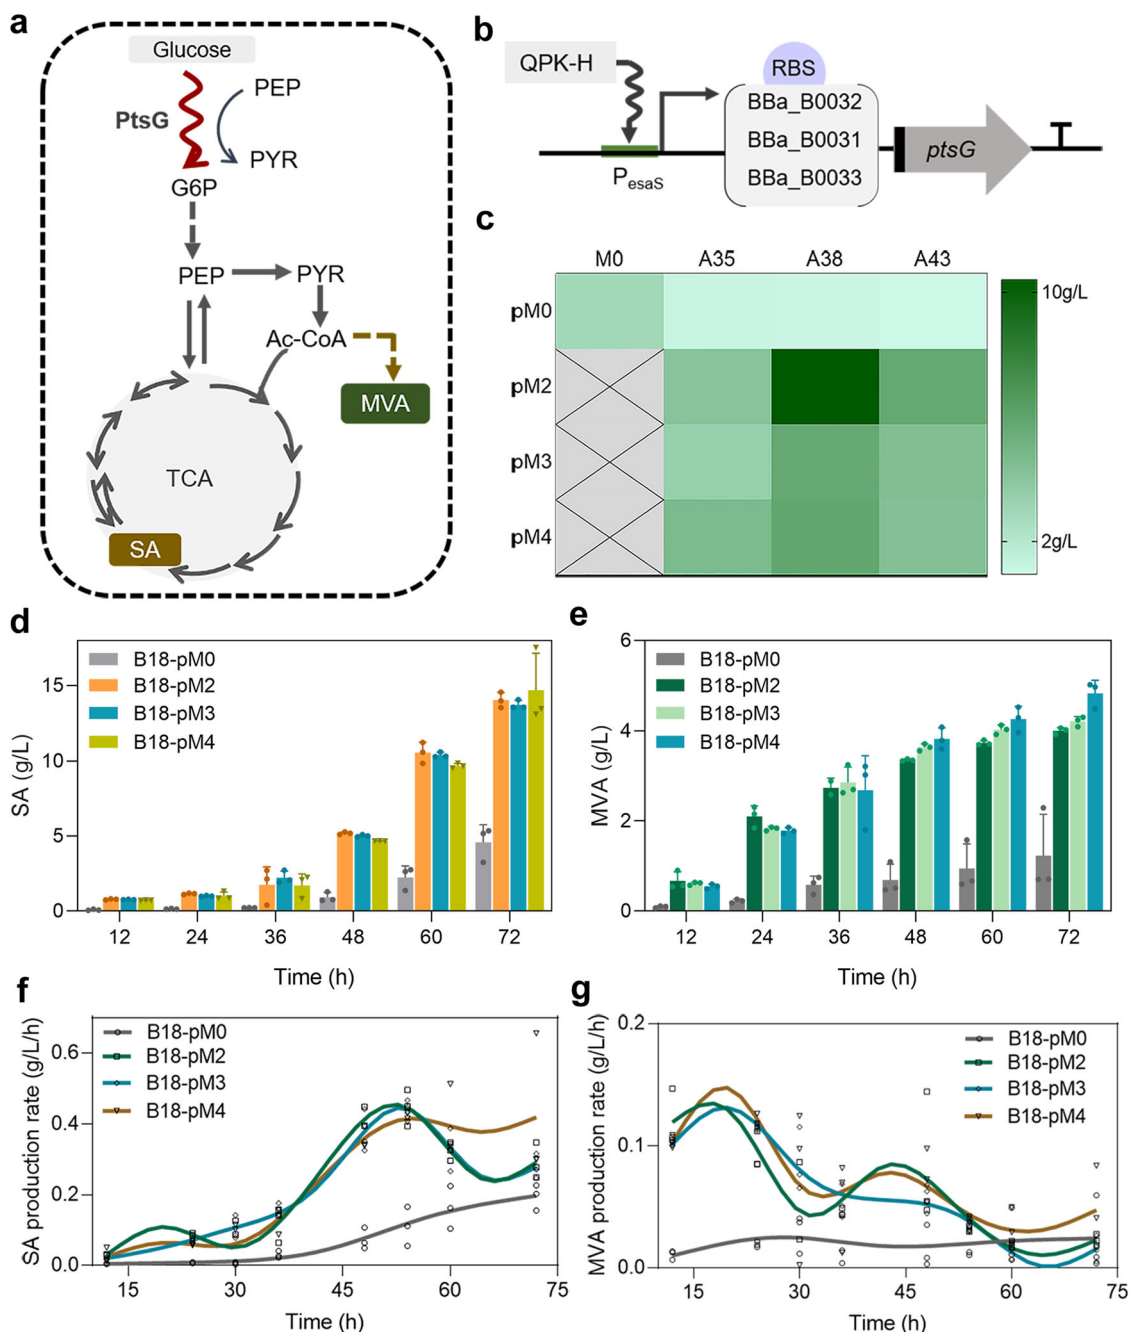 a
Glucose
PEP
PtsG
PYR
G6P
PEP
PYR
Ac-CoA
MVA
TCA
SA
b
QPK-H
RBS
BBa_B0032
BBa_B0031
BBa_B0033
PesaS
ptsG
c
M0 A35 A38 A43
pM0
pM2
pM3
pM4
10g/L
2g/L
d
B18-pM0
B18-pM2
B18-pM3
B18-pM4
SA (g/L)
15
10
5
0
12 24 36 48 60 72
Time (h)
e
B18-pM0
B18-pM2
B18-pM3
B18-pM4
MVA (g/L)
6
4
2
0
12 24 36 48 60 72
Time (h)
f
B18-pM0
B18-pM2
B18-pM3
B18-pM4
SA production rate (g/L/h)
0.6
0.4
0.2
0.0
15 30 45 60 75
Time (h)
g
B18-pM0
B18-pM2
B18-pM3
B18-pM4
MVA production rate (g/L/h)
0.2
0.1
0.0
15 30 45 60 75
Time (h)